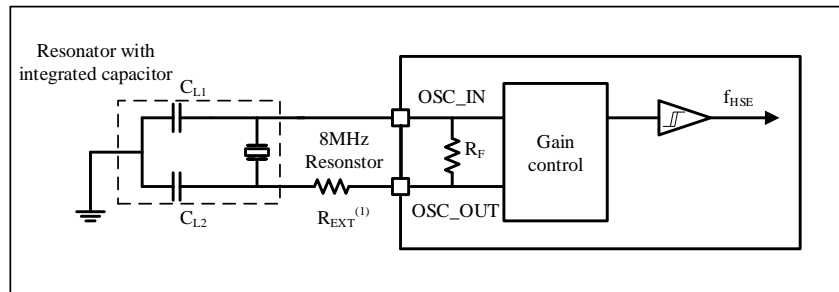 Resonator with
integrated capacitor
C_L1
8MHz
Resonstor
C_L2
R_EXT^(1)
OSC_IN
R_F
OSC_OUT
Gain
control
f_HSE